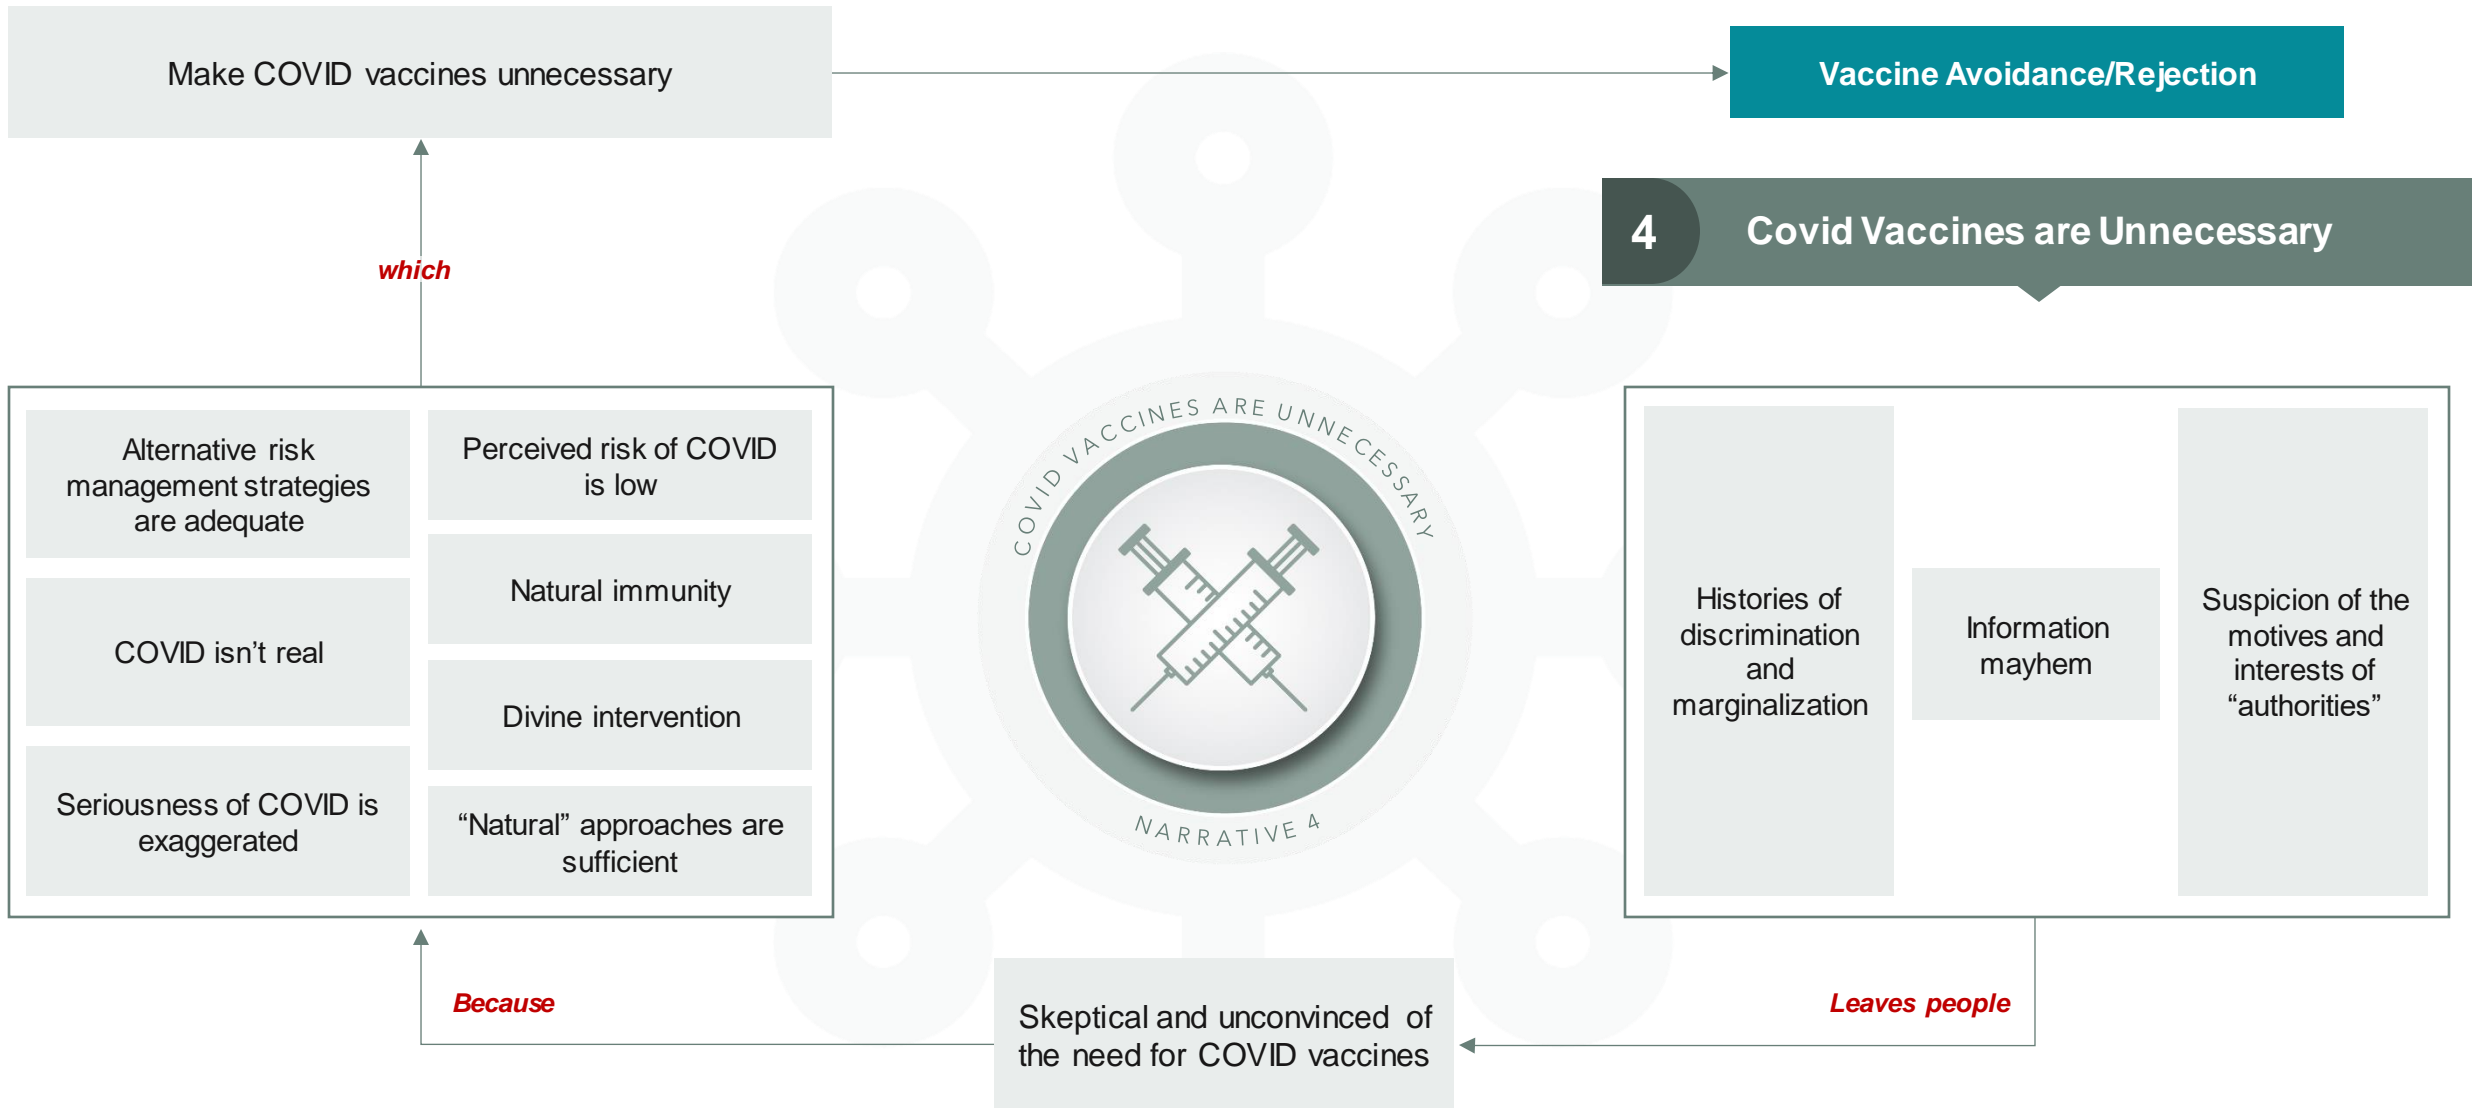 Make COVID vaccines unnecessary
Vaccine Avoidance/Rejection
4
Covid Vaccines are Unnecessary
which
Alternative risk
management strategies
are adequate
COVID isn’t real
Seriousness of COVID is
exaggerated
Perceived risk of COVID
is low
Natural immunity
Divine intervention
“Natural” approaches are
sufficient
COVID VACCINES ARE UNNECESSARY
NARRATIVE 4
Histories of
discrimination
and
marginalization
Information
mayhem
Suspicion of the
motives and
interests of
“authorities”
Because
Skeptical and unconvinced of
the need for COVID vaccines
Leaves people